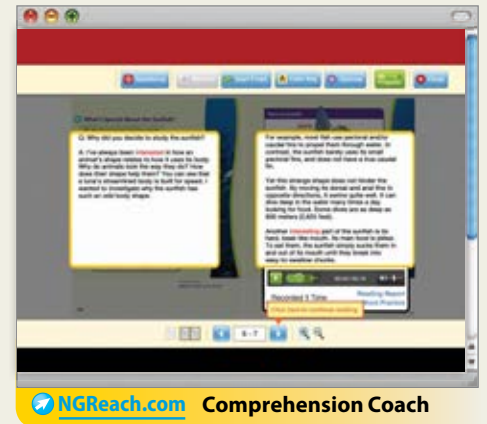 What's Special About the Sunfish?
Q: Why did you decide to study the sunfish?
A: I've always been interested in how an
animal's shape relates to how it uses its body.
Why do animals look the way they do? How
does their shape help them? You can see that
a tuna's streamlined body is built for speed. I
wanted to investigate why the sunfish has
such an odd body shape.
For example, most fish use pectoral and/or
caudal fins to propel them through water. In
contrast, the sunfish barely uses its small
pectoral fins, and does not have a true caudal
fin.
Yet this strange shape does not hinder the
sunfish. By moving its dorsal and anal fins in
opposite directions, it swims quite well. It can
dive deep in the water many times a day
looking for food. Some dives are as deep as
800 meters (2,625 feet).
Another interesting part of the sunfish is its
hard, beak-like mouth. Its main food is jellies.
To eat them, the sunfish simply sucks them in
and out of its mouth until they break into
easy to swallow chunks.
Recorded 1 Time
Reading Report
Word Practice
Click here to continue reading
6 - 7
NGReach.com Comprehension Coach